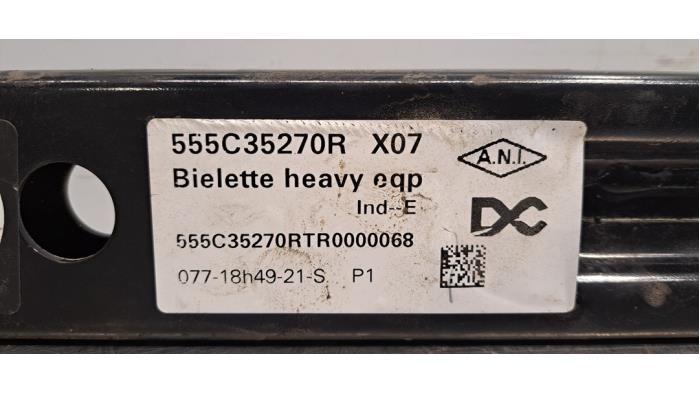 555C35270R X07
A.N.I.
Bielette heavy eqp
Ind--E
DC
555C35270RTR0000068
077-18h49-21-S P1